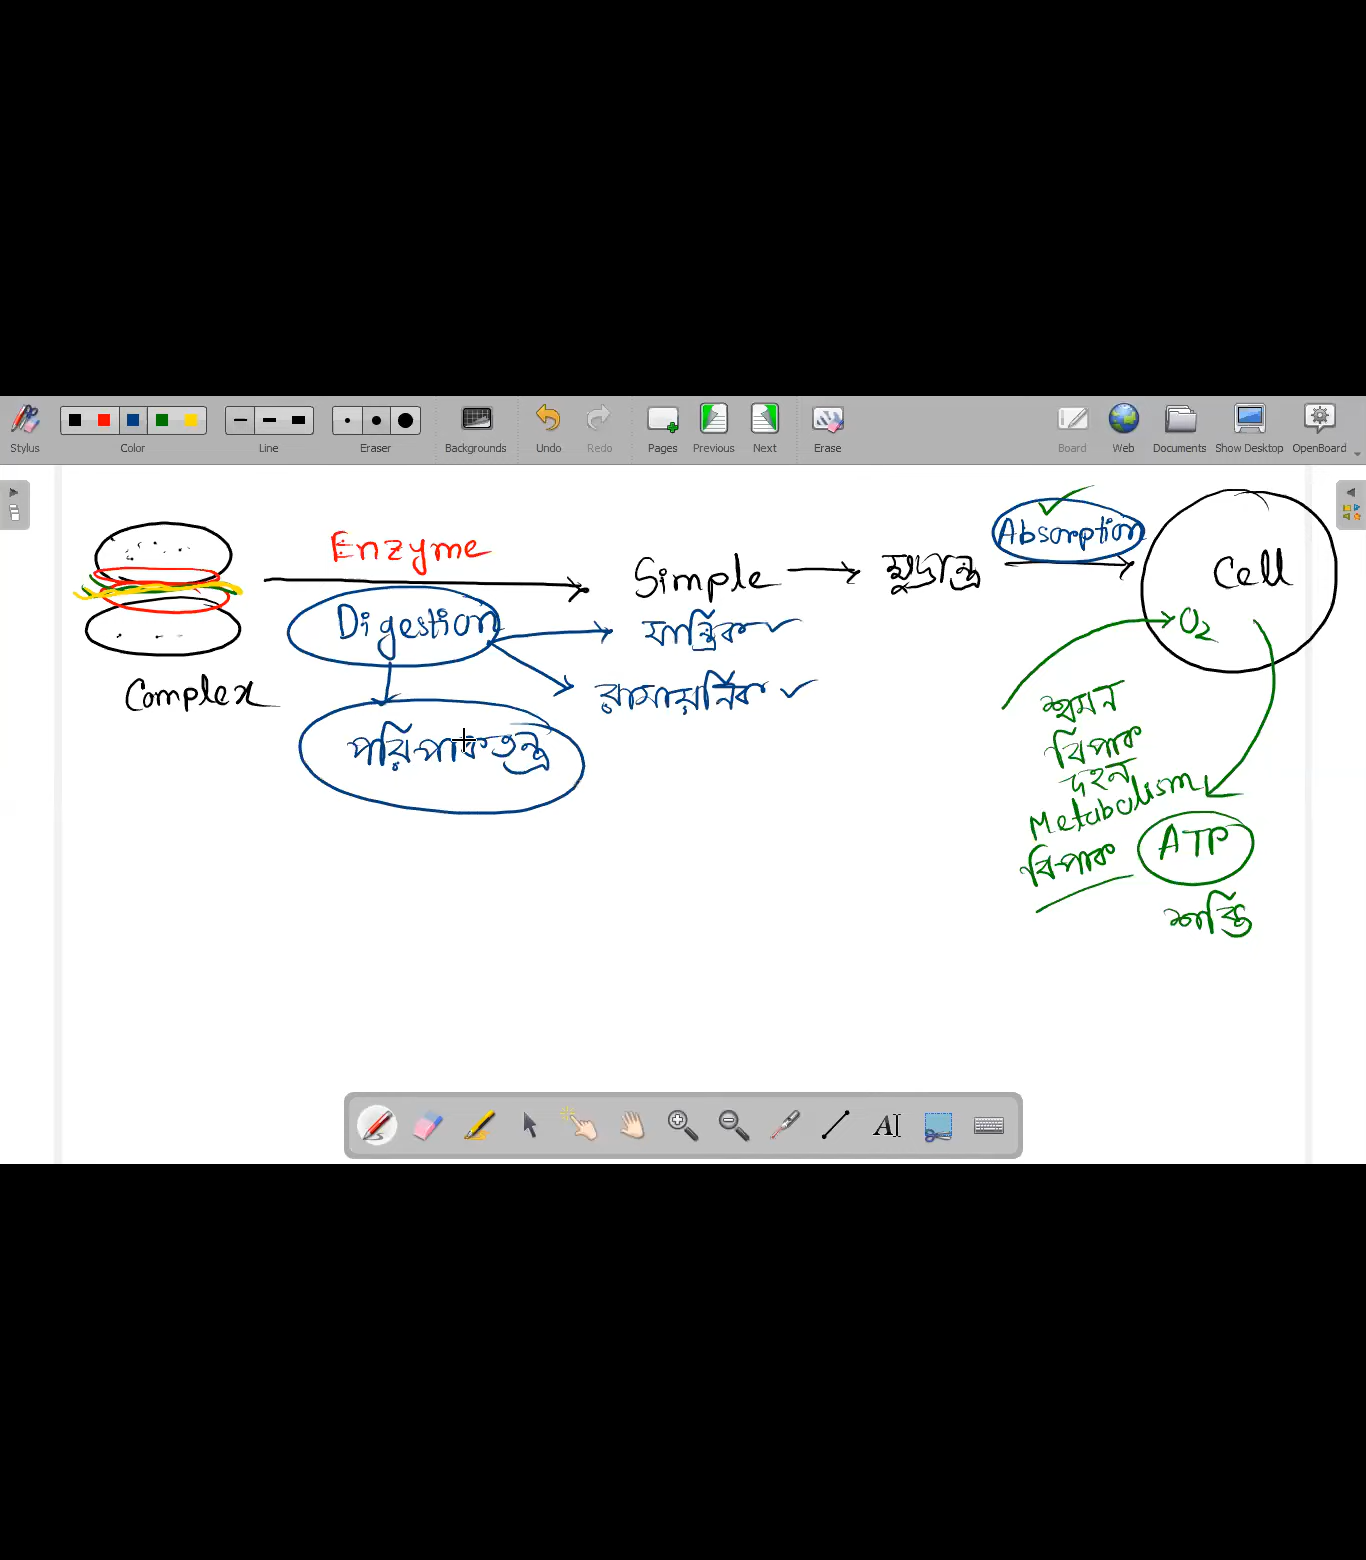 Stylus
Color
Line
Eraser
Backgrounds
Undo
Redo
Pages
Previous
Next
Erase
Board
Web
Documents
Show Desktop
OpenBoard
Enzyme
Digestion
Complex
পরিপাকতন্ত্র
Simple
যান্ত্রিক
রাসায়নিক
Absorption
Cell
O2
শ্বসন
বিপাক
দহন
Metabolism
বিপাক
ATP
শক্তি
AI